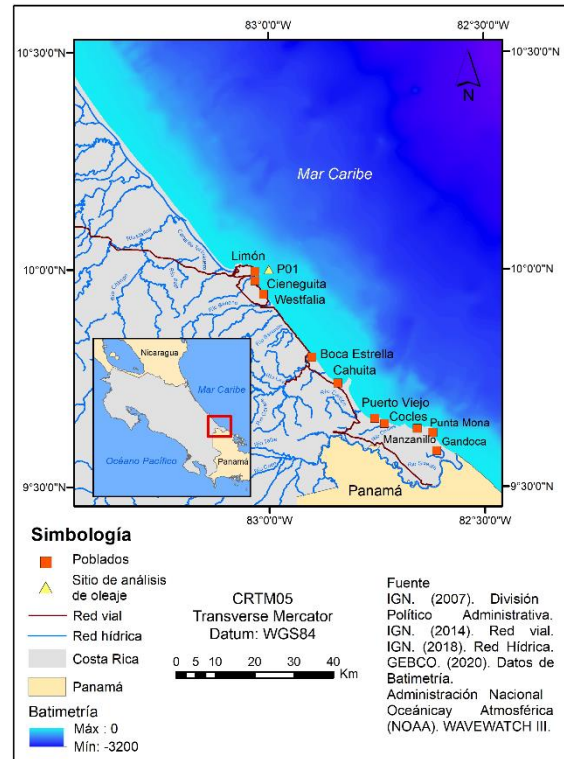 83°0'0"W
82°30'0"W
10°30'0"N
10°30'0"N
N
Mar Caribe
Limón
P01
10°0'0"N
10°0'0"N
Cieneguita
Westfalia
Boca Estrella
Cahuita
Nicaragua
Mar Caribe
Puerto Viejo
Cocles
Punta Mona
Manzanillo
Gandoca
Océano Pacífico
Panamá
Panamá
9°30'0"N
9°30'0"N
83°0'0"W
82°30'0"W
Simbología
Poblados
Sitio de análisis
de oleaje
Red vial
Red hídrica
Costa Rica
Panamá
Batimetría
Máx : 0
Mín: -3200
CRTM05
Transverse Mercator
Datum: WGS84
0 5 10 20 30 40
Km
Fuente
IGN. (2007). División
Político Administrativa.
IGN. (2014). Red vial.
IGN. (2018). Red Hídrica.
GEBCO. (2020). Datos de
Batimetría.
Administración Nacional
Oceánicay Atmosférica
(NOAA). WAVEWATCH III.